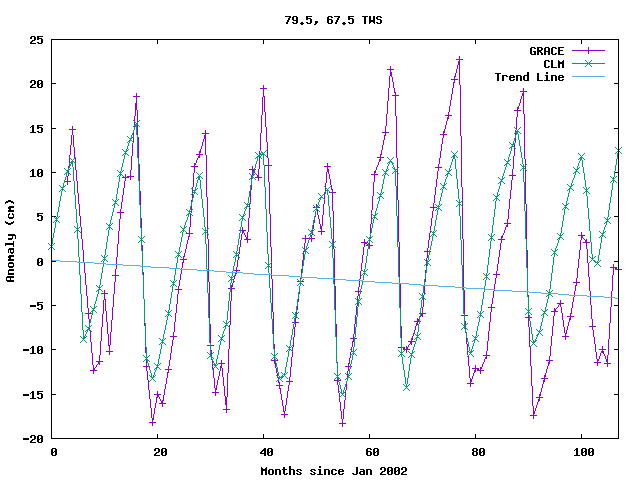 79.5, 67.5 TWS
GRACE
CLM
Trend Line
25
20
15
10
5
0
-5
-10
-15
-20
Anomaly (cm)
0 20 40 60 80 100
Months since Jan 2002